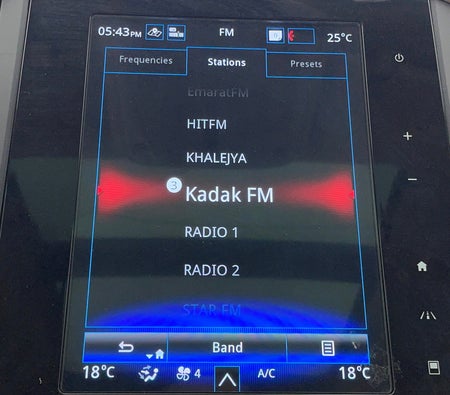 05:43PM FM 25°C
Frequencies Stations Presets
EmaratFM
HITFM
KHALEJYA
3 Kadak FM
RADIO 1
RADIO 2
STAR FM
Band
18°C 4 A/C 18°C